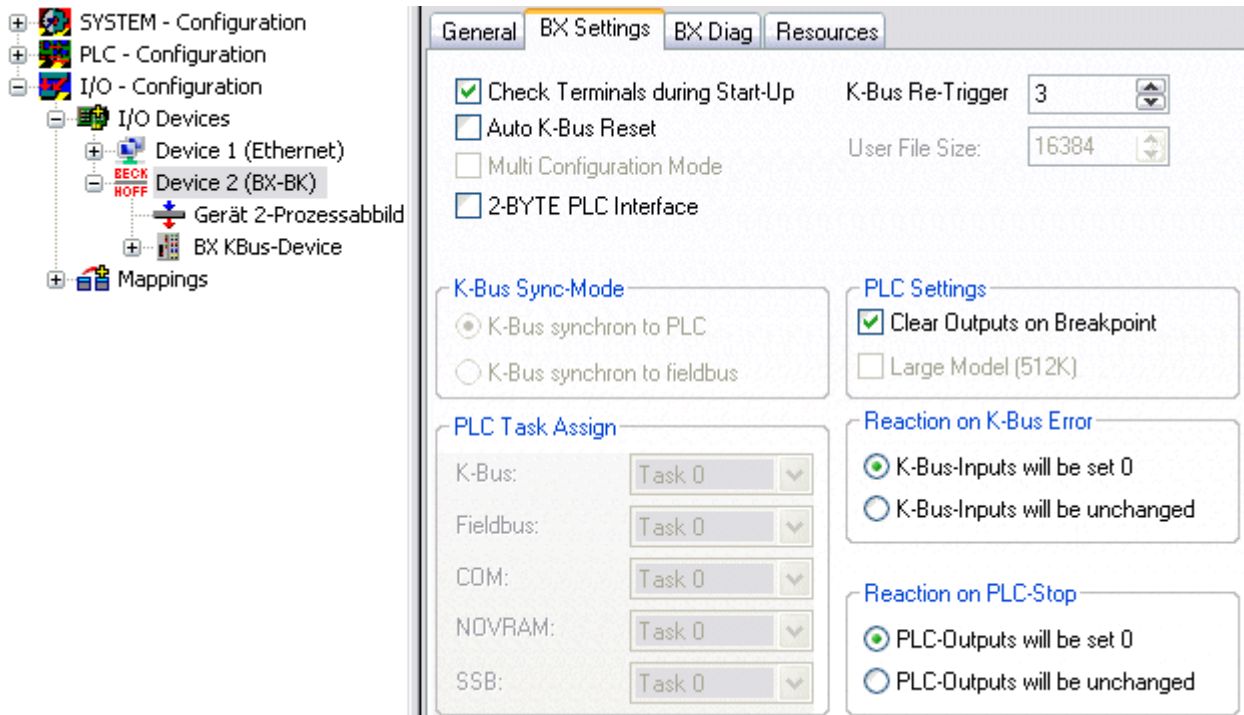 SYSTEM - Configuration
PLC - Configuration
I/O - Configuration
I/O Devices
Device 1 (Ethernet)
BECK
HOFF
Device 2 (BX-BK)
Gerät 2-Prozessabbild
BX KBus-Device
Mappings
General BX Settings BX Diag Resources
Check Terminals during Start-Up
K-Bus Re-Trigger 3
Auto K-Bus Reset
User File Size: 16384
Multi Configuration Mode
2-BYTE PLC Interface
K-Bus Sync-Mode
K-Bus synchron to PLC
K-Bus synchron to fieldbus
PLC Settings
Clear Outputs on Breakpoint
Large Model (512K)
PLC Task Assign
K-Bus: Task 0
Fieldbus: Task 0
COM: Task 0
NOVRAM: Task 0
SSB: Task 0
Reaction on K-Bus Error
K-Bus-Inputs will be set 0
K-Bus-Inputs will be unchanged
Reaction on PLC-Stop
PLC-Outputs will be set 0
PLC-Outputs will be unchanged